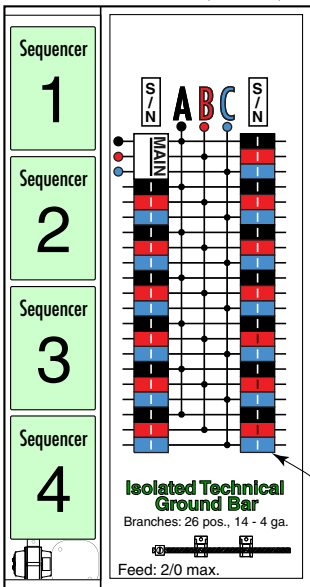 Sequencer
1
Sequencer
2
Sequencer
3
Sequencer
4
S/N
A
B
C
S/N
MAIN
Isolated Technical
Ground Bar
Branches: 26 pos., 14 - 4 ga.
Feed: 2/0 max.